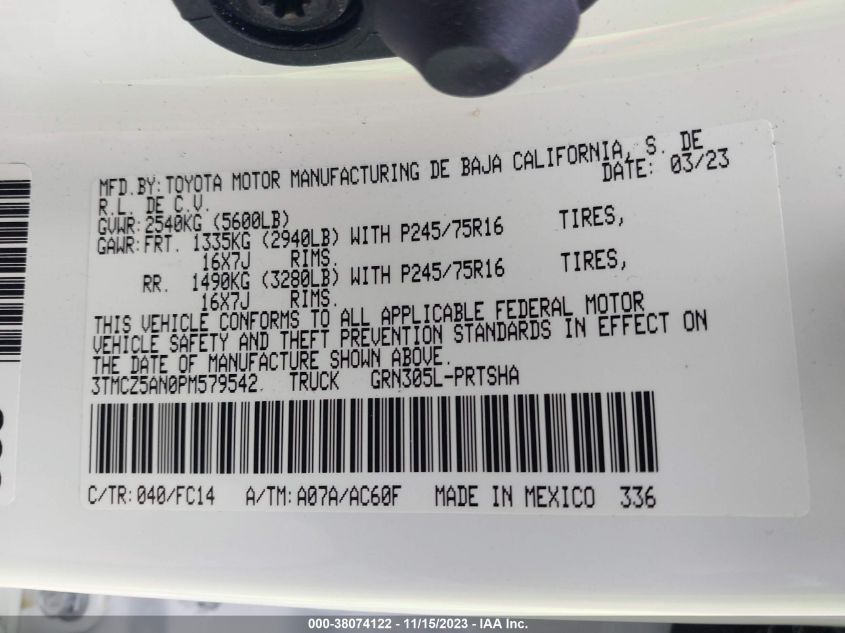 MFD.BY:TOYOTA MOTOR MANUFACTURING DE BAJA CALIFORNIA, S. DE
R.L. DE C.V. DATE: 03/23
GVWR:2540KG (5600LB)
GAWR:FRT. 1335KG (2940LB) WITH P245/75R16 TIRES,
16X7J RIMS.
RR. 1490KG (3280LB) WITH P245/75R16 TIRES,
16X7J RIMS.
THIS VEHICLE CONFORMS TO ALL APPLICABLE FEDERAL MOTOR
VEHICLE SAFETY AND THEFT PREVENTION STANDARDS IN EFFECT ON
THE DATE OF MANUFACTURE SHOWN ABOVE.
3TMCZ5AN0PM579542 TRUCK GRN305L-PRTSHA
C/TR:040/FC14 A/TM:A07A/AC60F MADE IN MEXICO 336
000-38074122 - 11/15/2023 - IAA Inc.